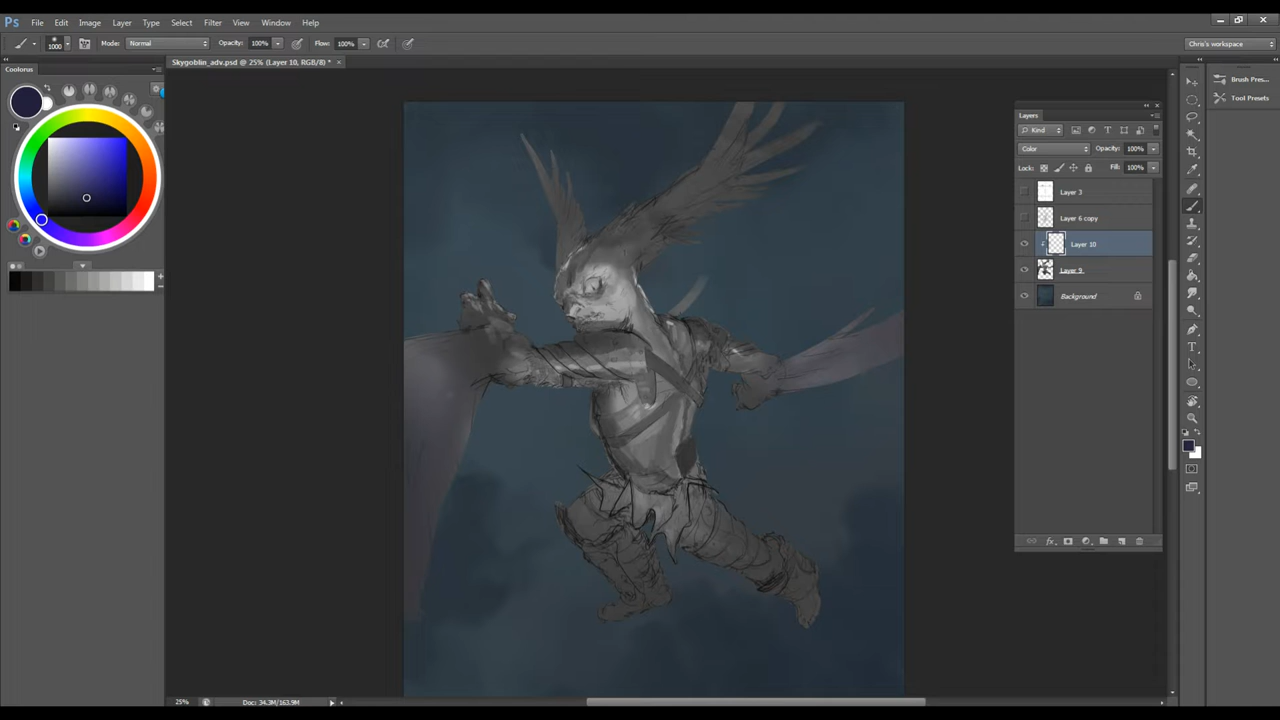 Ps File Edit Image Layer Type Select Filter View Window Help
1000 Mode: Normal Opacity: 100% Flow: 100% Chris's workspace
Skygoblin_adv.psd @ 25% (Layer 10, RGB/8) * ×
Coolorus
Brush Pres...
Tool Presets
Layers
Kind
Color Opacity: 100%
Lock: Fill: 100%
Layer 3
Layer 6 copy
Layer 10
Layer 9
Background
25% Doc: 34.3M/163.9M